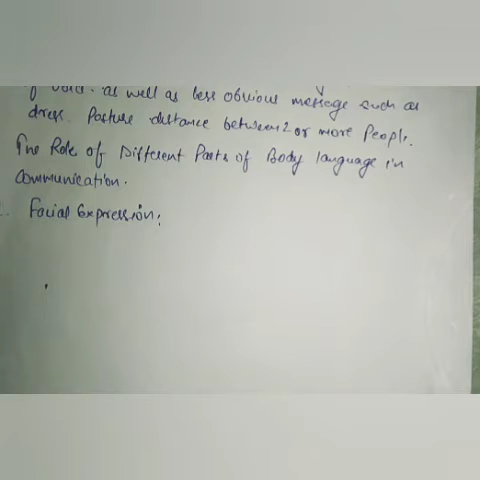 as well as less obvious message such as
dress. Posture distance between 2 or more People.
The Role of Different Parts of Body language in
Communication.
Facial Expression: